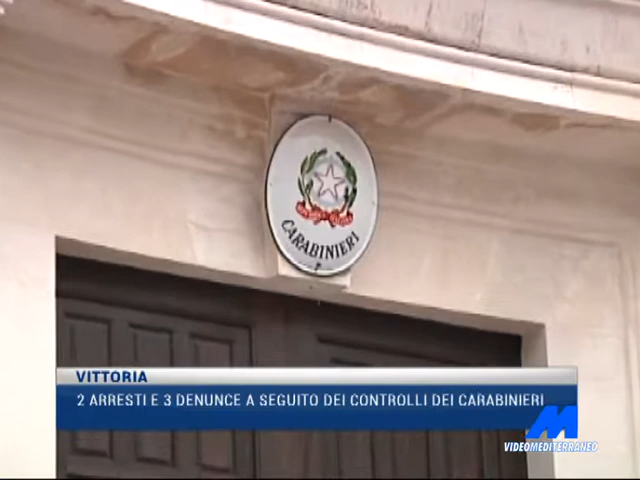 CARABINIERI
VITTORIA
2 ARRESTI E 3 DENUNCE A SEGUITO DEI CONTROLLI DEI CARABINIERI
M
VIDEOMEDITERRANEO